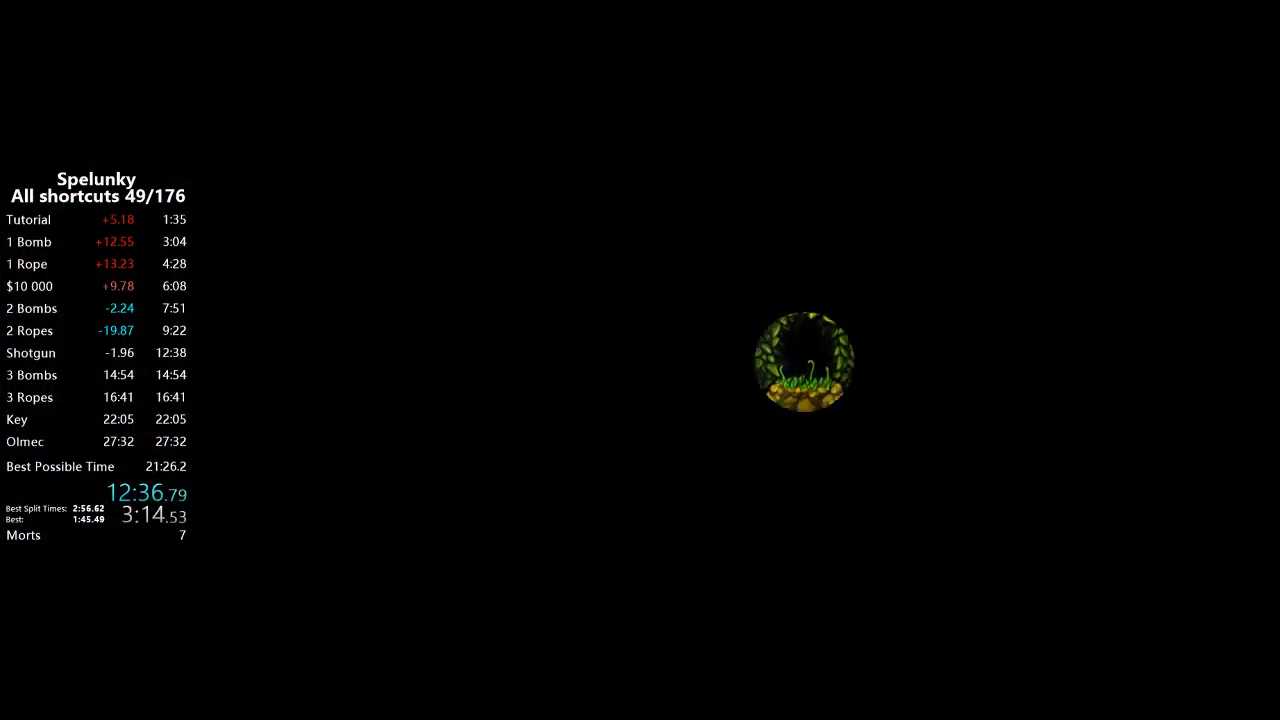 Spelunky
All shortcuts 49/176
Tutorial +5.18 1:35
1 Bomb +12.55 3:04
1 Rope +13.23 4:28
$10 000 +9.78 6:08
2 Bombs -2.24 7:51
2 Ropes -19.87 9:22
Shotgun -1.96 12:38
3 Bombs 14:54 14:54
3 Ropes 16:41 16:41
Key 22:05 22:05
Olmec 27:32 27:32
Best Possible Time 21:26.2
12:36.79
Best Split Times: 2:56.62
Best: 1:45.49
3:14.53
Morts 7